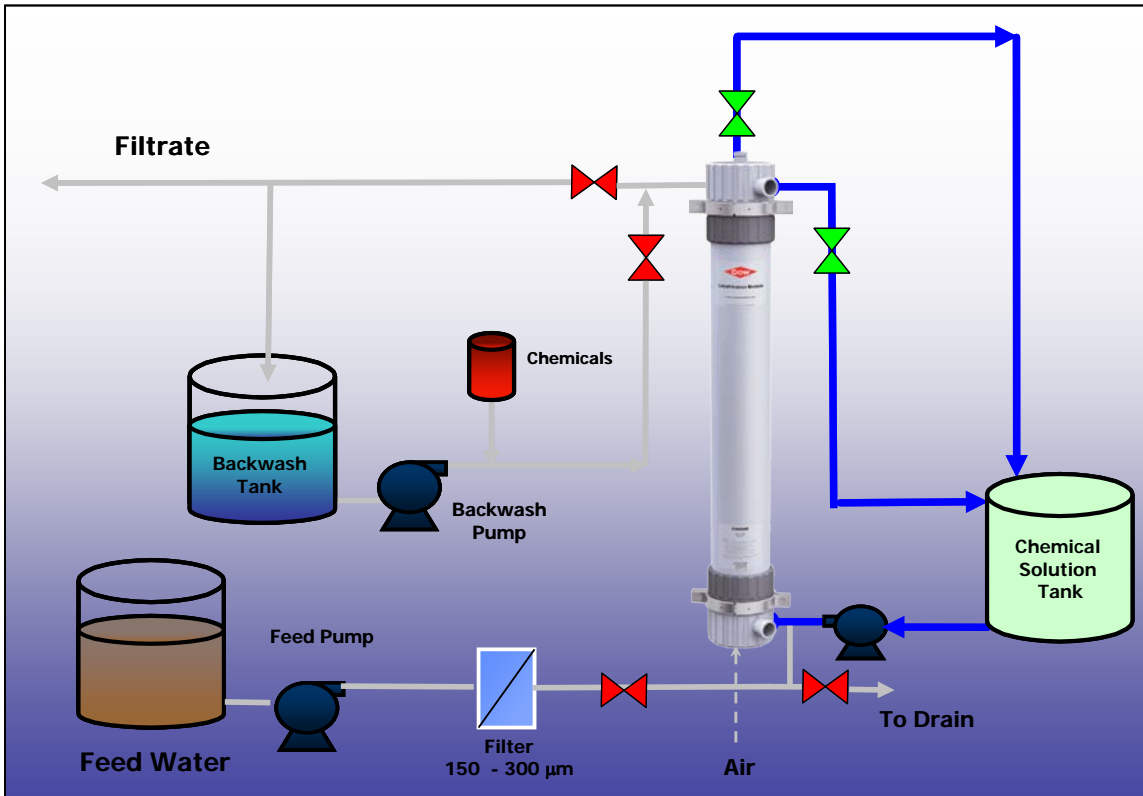 Filtrate
DOW
Chemicals
Backwash
Tank
Backwash
Pump
Chemical
Solution
Tank
Feed Pump
To Drain
Feed Water
Filter
150 - 300 µm
Air